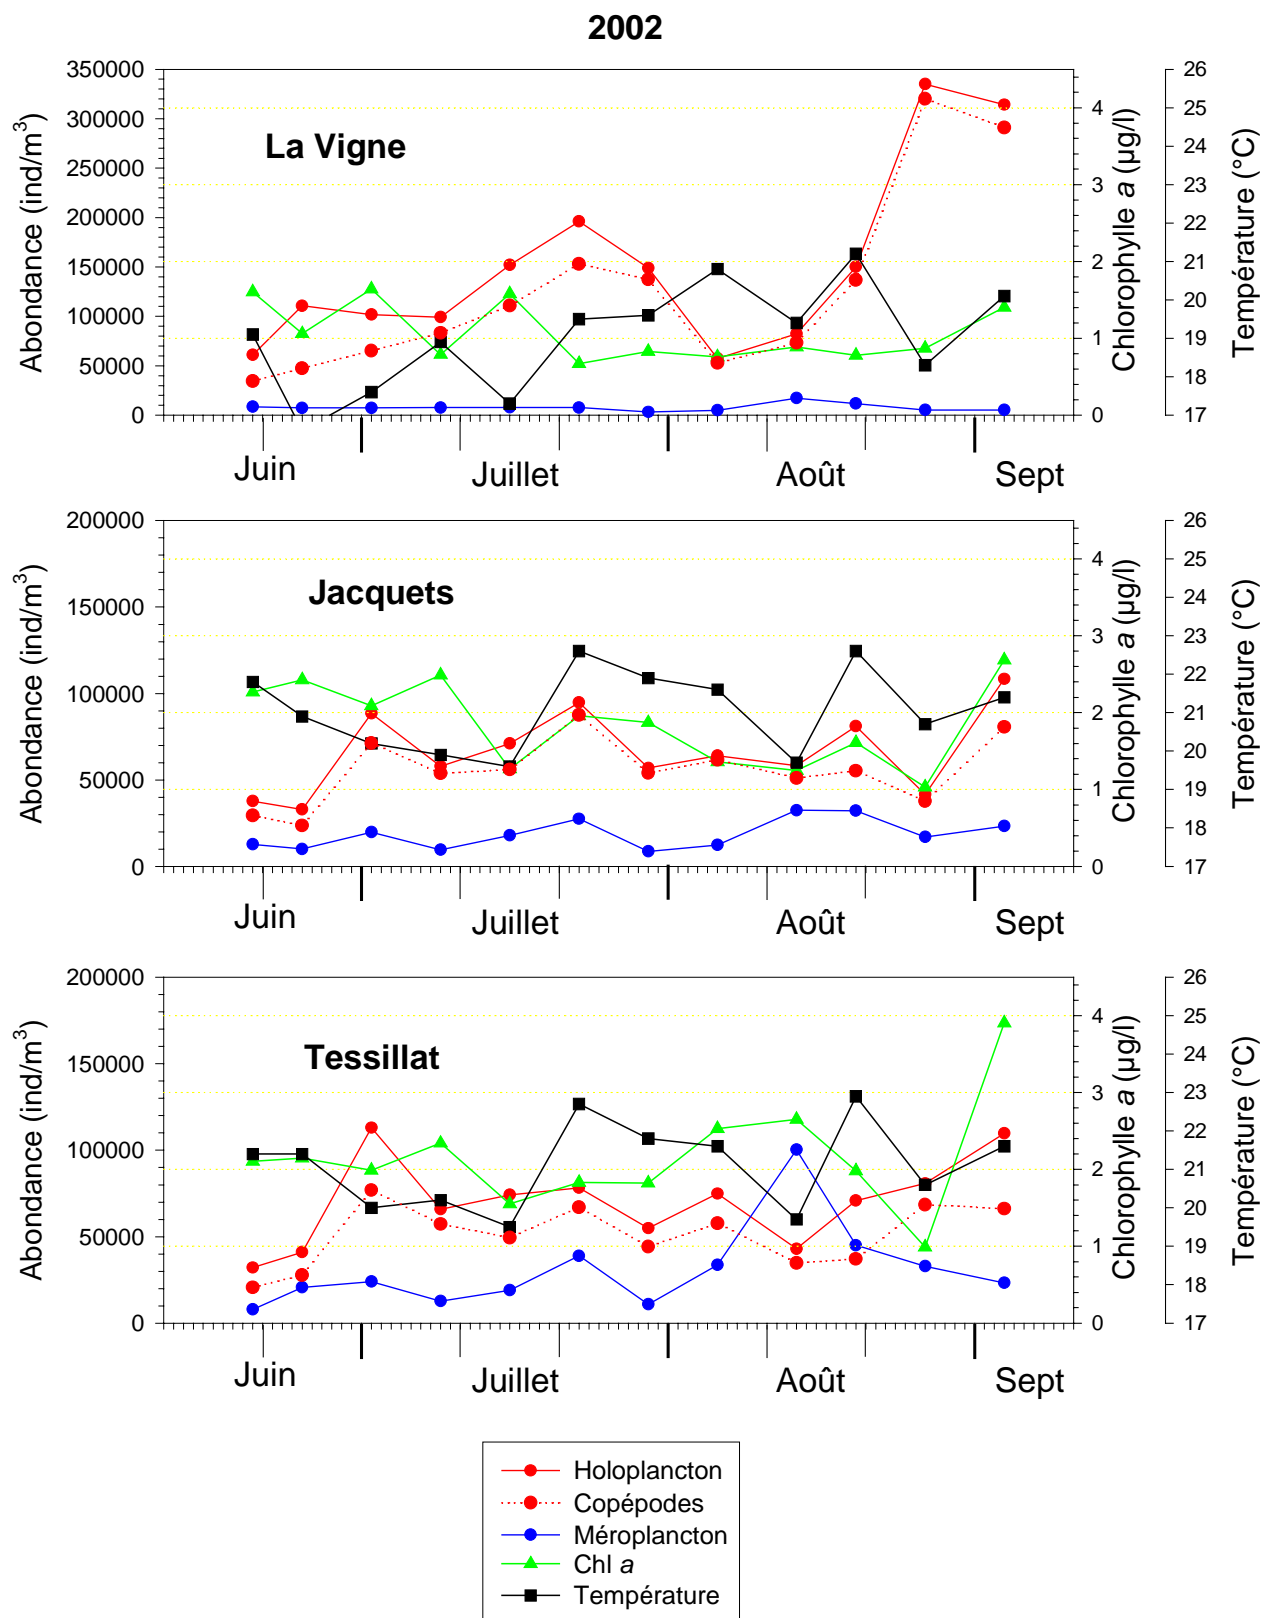 2002
La Vigne
Abondance (ind/m³)
350000
300000
250000
200000
150000
100000
50000
0
4
3
2
1
0
Chlorophylle a (µg/l)
26
25
24
23
22
21
20
19
18
17
Température (°C)
Juin
Juillet
Août
Sept
Jacquets
Abondance (ind/m³)
200000
150000
100000
50000
0
4
3
2
1
0
Chlorophylle a (µg/l)
26
25
24
23
22
21
20
19
18
17
Température (°C)
Juin
Juillet
Août
Sept
Tessillat
Abondance (ind/m³)
200000
150000
100000
50000
0
4
3
2
1
0
Chlorophylle a (µg/l)
26
25
24
23
22
21
20
19
18
17
Température (°C)
Juin
Juillet
Août
Sept
Holoplancton
Copépodes
Méroplancton
Chl a
Température